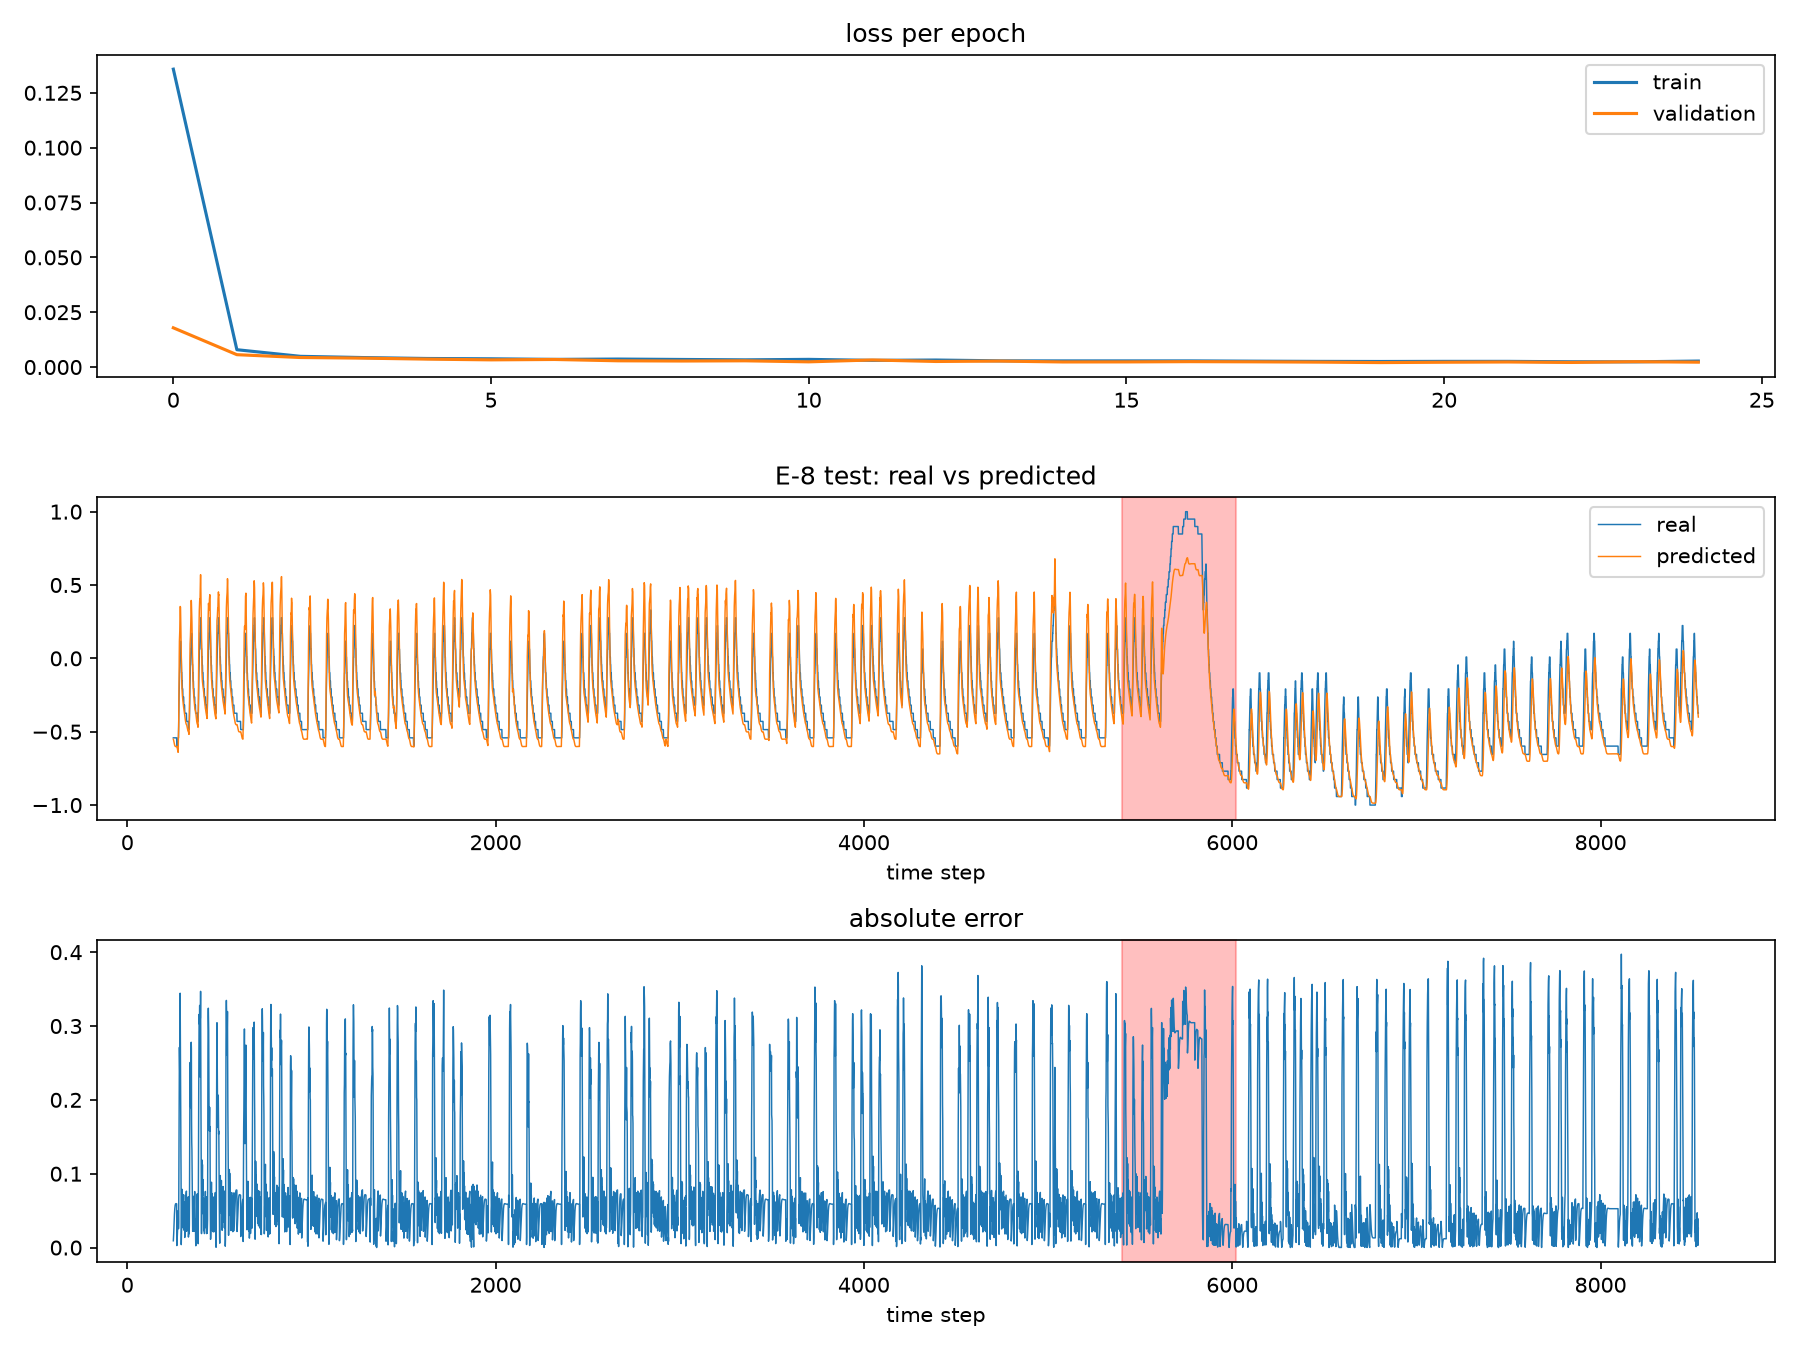 loss per epoch
0.125
0.100
0.075
0.050
0.025
0.000
train
validation
0 5 10 15 20 25
E-8 test: real vs predicted
1.0
0.5
0.0
−0.5
−1.0
real
predicted
0 2000 4000 6000 8000
time step
absolute error
0.4
0.3
0.2
0.1
0.0
0 2000 4000 6000 8000
time step